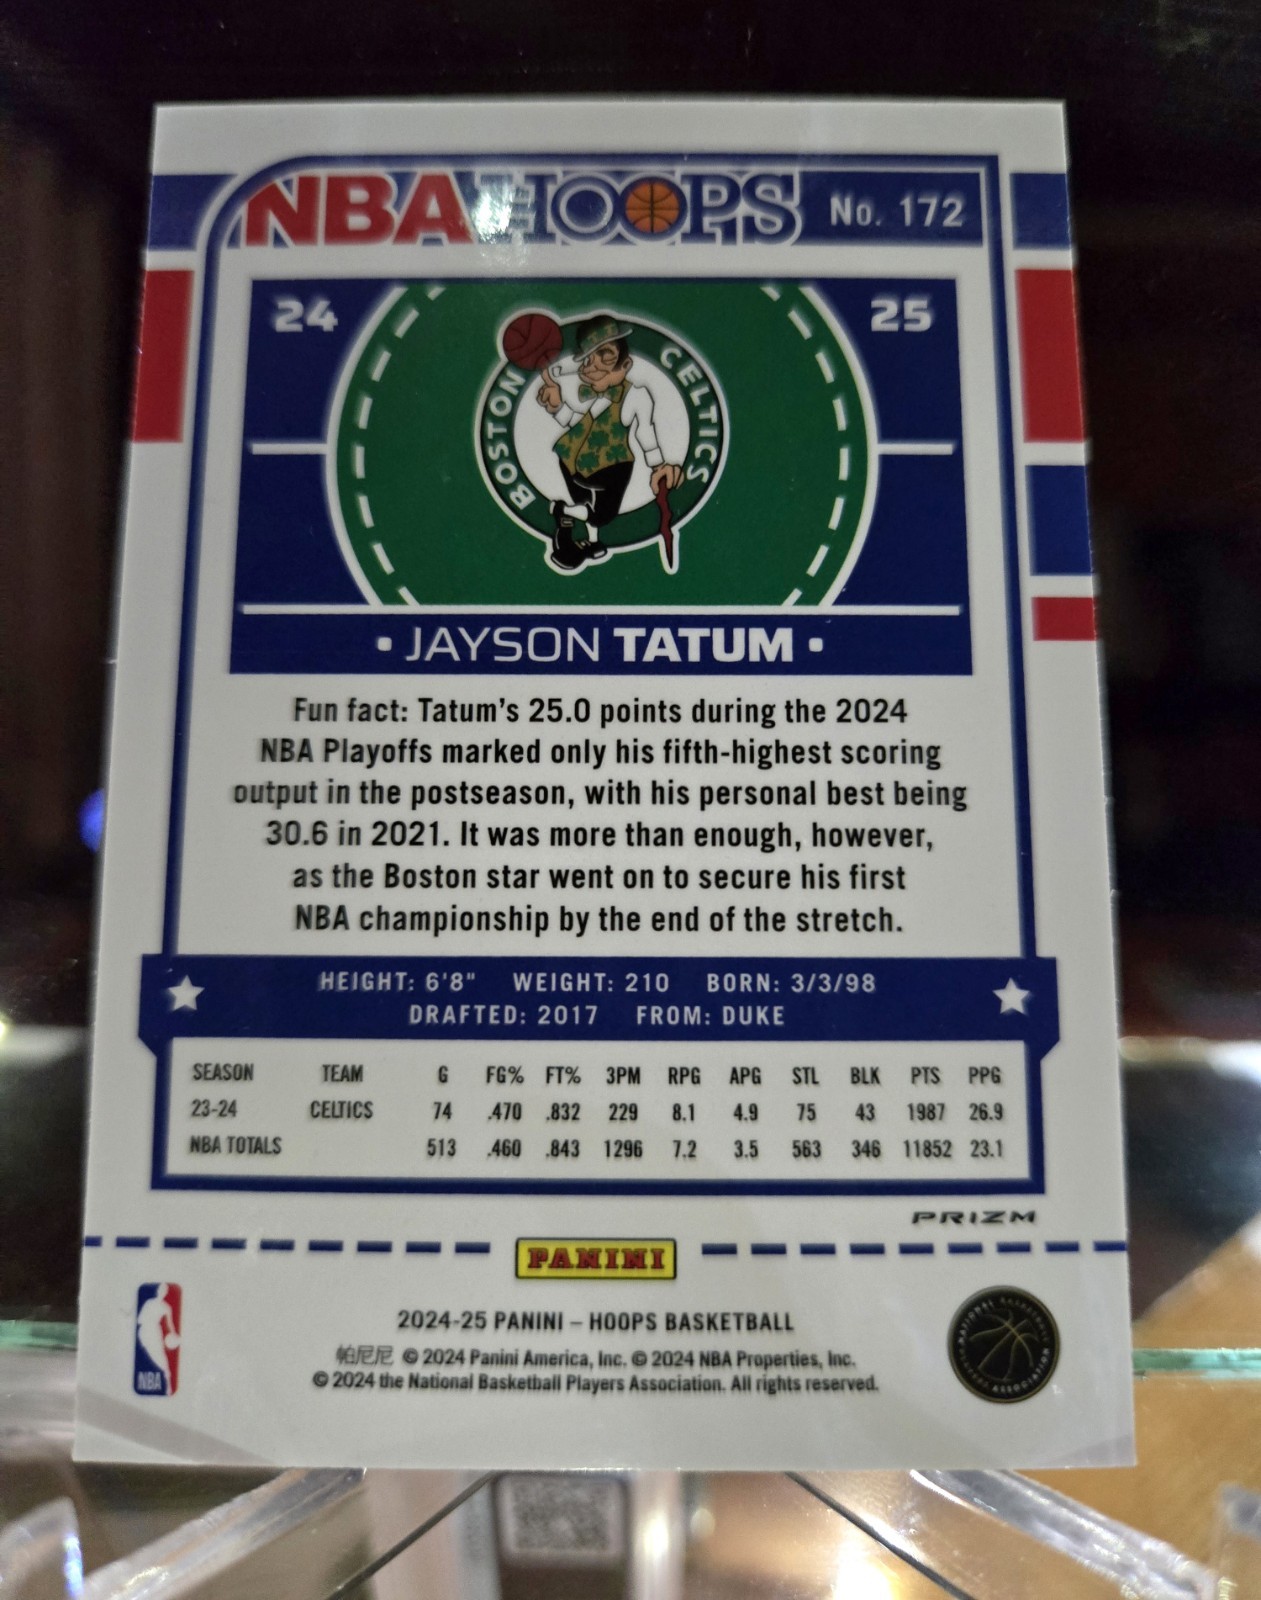 NBA HOOPS No. 172
24 25
BOSTON CELTICS
• JAYSON TATUM •
Fun fact: Tatum's 25.0 points during the 2024
NBA Playoffs marked only his fifth-highest scoring
output in the postseason, with his personal best being
30.6 in 2021. It was more than enough, however,
as the Boston star went on to secure his first
NBA championship by the end of the stretch.
HEIGHT: 6'8" WEIGHT: 210 BORN: 3/3/98
DRAFTED: 2017 FROM: DUKE
SEASON TEAM G FG% FT% 3PM RPG APG STL BLK PTS PPG
23-24 CELTICS 74 .470 .832 229 8.1 4.9 75 43 1987 26.9
NBA TOTALS 513 .460 .843 1296 7.2 3.5 563 346 11852 23.1
PRIZM
PANINI
2024-25 PANINI – HOOPS BASKETBALL
帕尼尼 © 2024 Panini America, Inc. © 2024 NBA Properties, Inc.
© 2024 the National Basketball Players Association. All rights reserved.
NBA
NATIONAL BASKETBALL PLAYERS ASSOCIATION